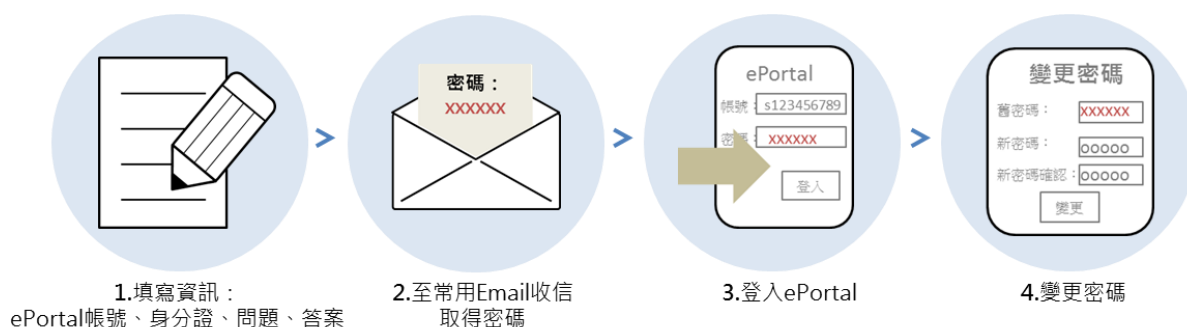 密碼：
XXXXXX
ePortal
帳號：s123456789
密碼：XXXXXX
登入
變更密碼
舊密碼：XXXXXX
新密碼：OOOOO
新密碼確認：OOOOO
變更
1.填寫資訊：
ePortal帳號、身分證、問題、答案
2.至常用Email收信
取得密碼
3.登入ePortal
4.變更密碼